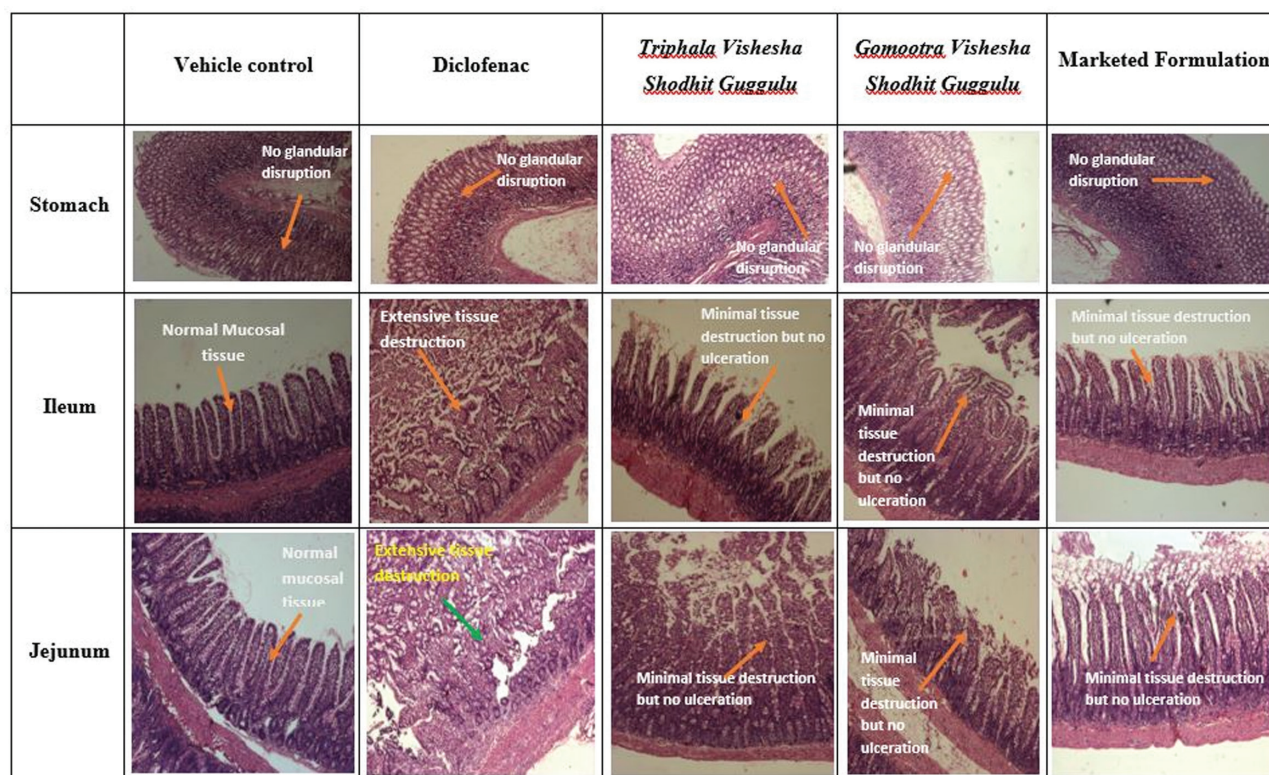 Vehicle control
Diclofenac
Triphala Vishesha
Shodhit Guggulu
Gomootra Vishesha
Shodhit Guggulu
Marketed Formulation
Stomach
No glandular
disruption
No glandular
disruption
No glandular
disruption
No glandular
disruption
No glandular
disruption
Ileum
Normal Mucosal
tissue
Extensive tissue
destruction
Minimal tissue
destruction but no
ulceration
Minimal
tissue
destruction
but no
ulceration
Minimal tissue destruction
but no ulceration
Jejunum
Normal
mucosal
tissue
Extensive tissue
destruction
Minimal tissue destruction
but no ulceration
Minimal
tissue
destruction
but no
ulceration
Minimal tissue destruction
but no ulceration